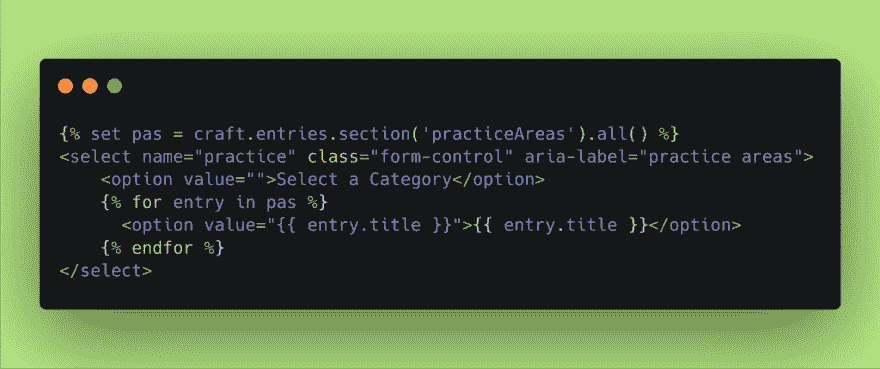 {% set pas = craft.entries.section('practiceAreas').all() %}
<select name="practice" class="form-control" aria-label="practice areas">
    <option value="">Select a Category</option>
    {% for entry in pas %}
      <option value="{{ entry.title }}">{{ entry.title }}</option>
    {% endfor %}
</select>